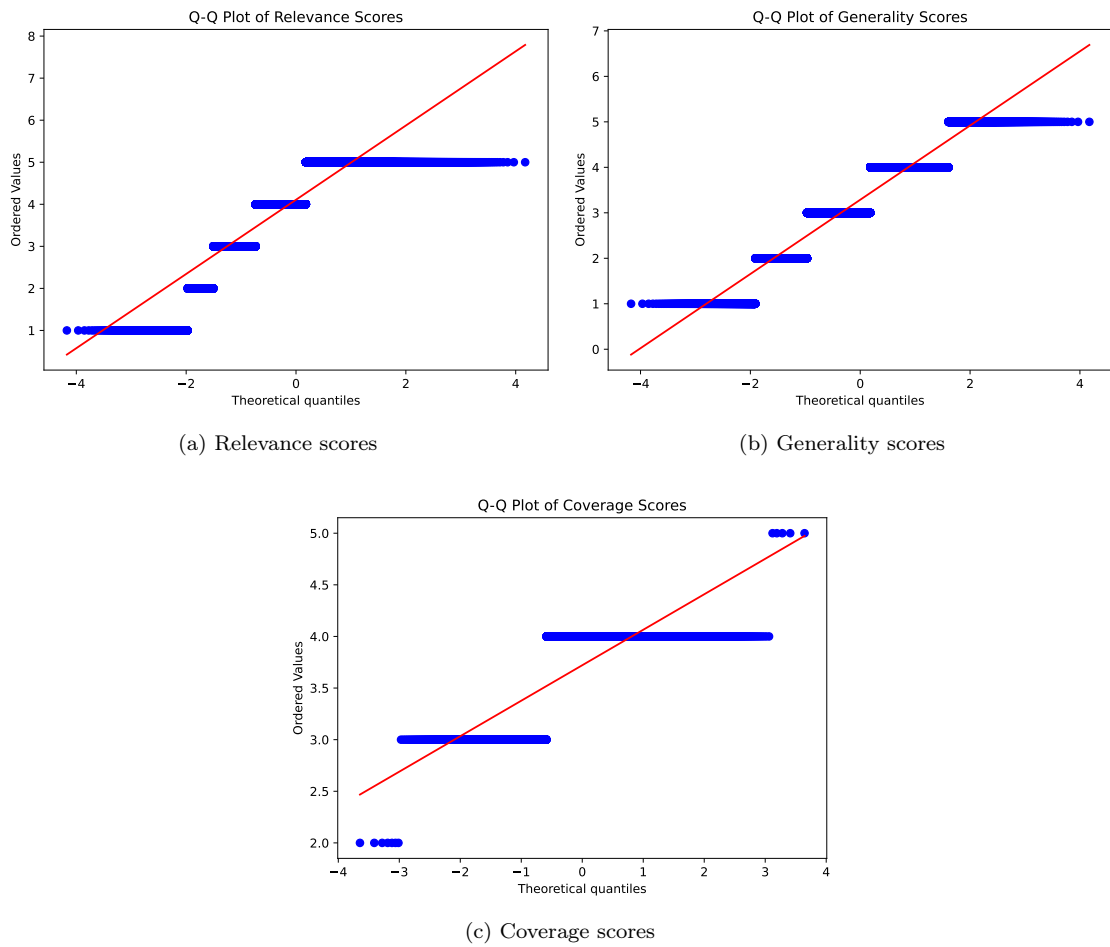 Q-Q Plot of Relevance Scores
8
7
6
5
4
3
2
1
Ordered Values
−4 −2 0 2 4
Theoretical quantiles
(a) Relevance scores
Q-Q Plot of Generality Scores
7
6
5
4
3
2
1
0
Ordered Values
−4 −2 0 2 4
Theoretical quantiles
(b) Generality scores
Q-Q Plot of Coverage Scores
5.0
4.5
4.0
3.5
3.0
2.5
2.0
Ordered Values
−4 −3 −2 −1 0 1 2 3 4
Theoretical quantiles
(c) Coverage scores